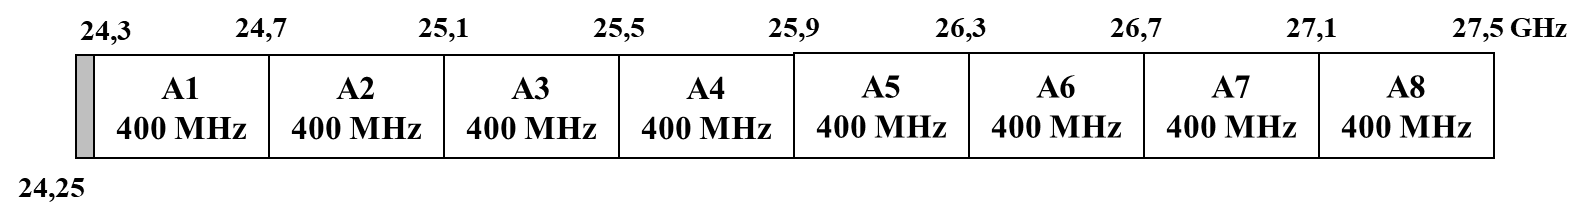 24,3 24,7 25,1 25,5 25,9 26,3 26,7 27,1 27,5 GHz
A1 A2 A3 A4 A5 A6 A7 A8
400 MHz 400 MHz 400 MHz 400 MHz 400 MHz 400 MHz 400 MHz 400 MHz
24,25